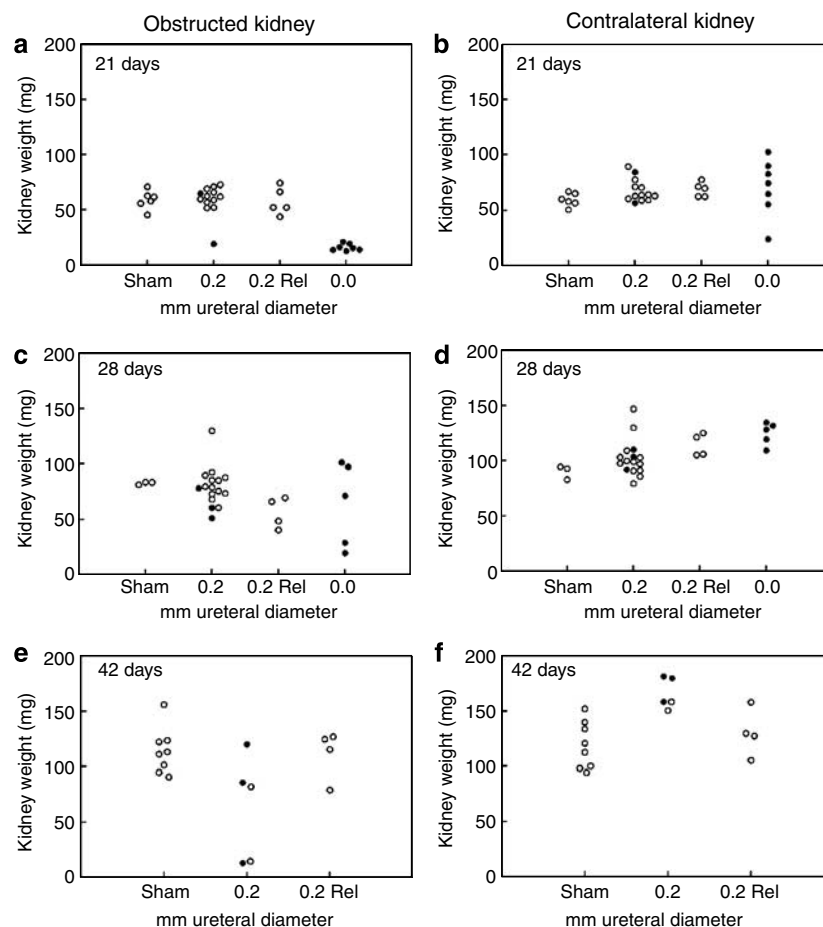 Obstructed kidney
Contralateral kidney
a
200
150
100
50
0
Kidney weight (mg)
21 days
Sham 0.2 0.2 Rel 0.0
mm ureteral diameter
b
200
150
100
50
0
Kidney weight (mg)
21 days
Sham 0.2 0.2 Rel 0.0
mm ureteral diameter
c
200
150
100
50
0
Kidney weight (mg)
28 days
Sham 0.2 0.2 Rel 0.0
mm ureteral diameter
d
200
150
100
50
0
Kidney weight (mg)
28 days
Sham 0.2 0.2 Rel 0.0
mm ureteral diameter
e
200
150
100
50
0
Kidney weight (mg)
42 days
Sham 0.2 0.2 Rel
mm ureteral diameter
f
200
150
100
50
0
Kidney weight (mg)
42 days
Sham 0.2 0.2 Rel
mm ureteral diameter